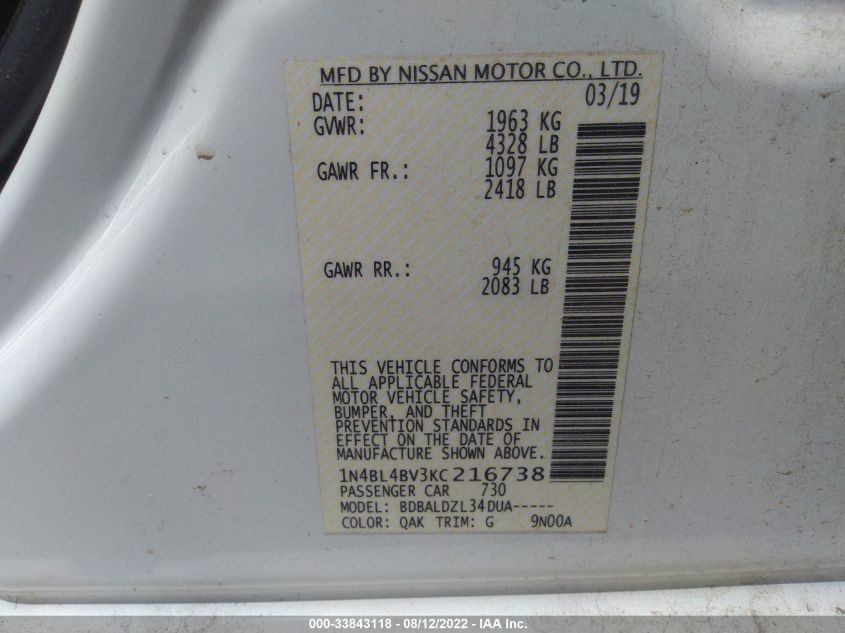 MFD BY NISSAN MOTOR CO., LTD.
DATE: 03/19
GVWR: 1963 KG
4328 LB
GAWR FR.: 1097 KG
2418 LB
GAWR RR.: 945 KG
2083 LB
THIS VEHICLE CONFORMS TO
ALL APPLICABLE FEDERAL
MOTOR VEHICLE SAFETY,
BUMPER, AND THEFT
PREVENTION STANDARDS IN
EFFECT ON THE DATE OF
MANUFACTURE SHOWN ABOVE.
1N4BL4BV3KC216738
PASSENGER CAR 730
MODEL: BDBALDZL34DUA-----
COLOR: QAK TRIM: G 9N00A
000-33843118 - 08/12/2022 - IAA Inc.